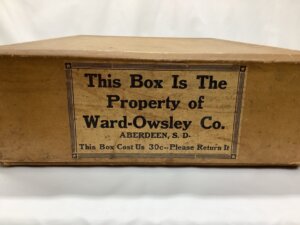 This Box Is The
Property of
Ward-Owsley Co.
ABERDEEN, S. D.
This Box Cost Us 30c--Please Return It